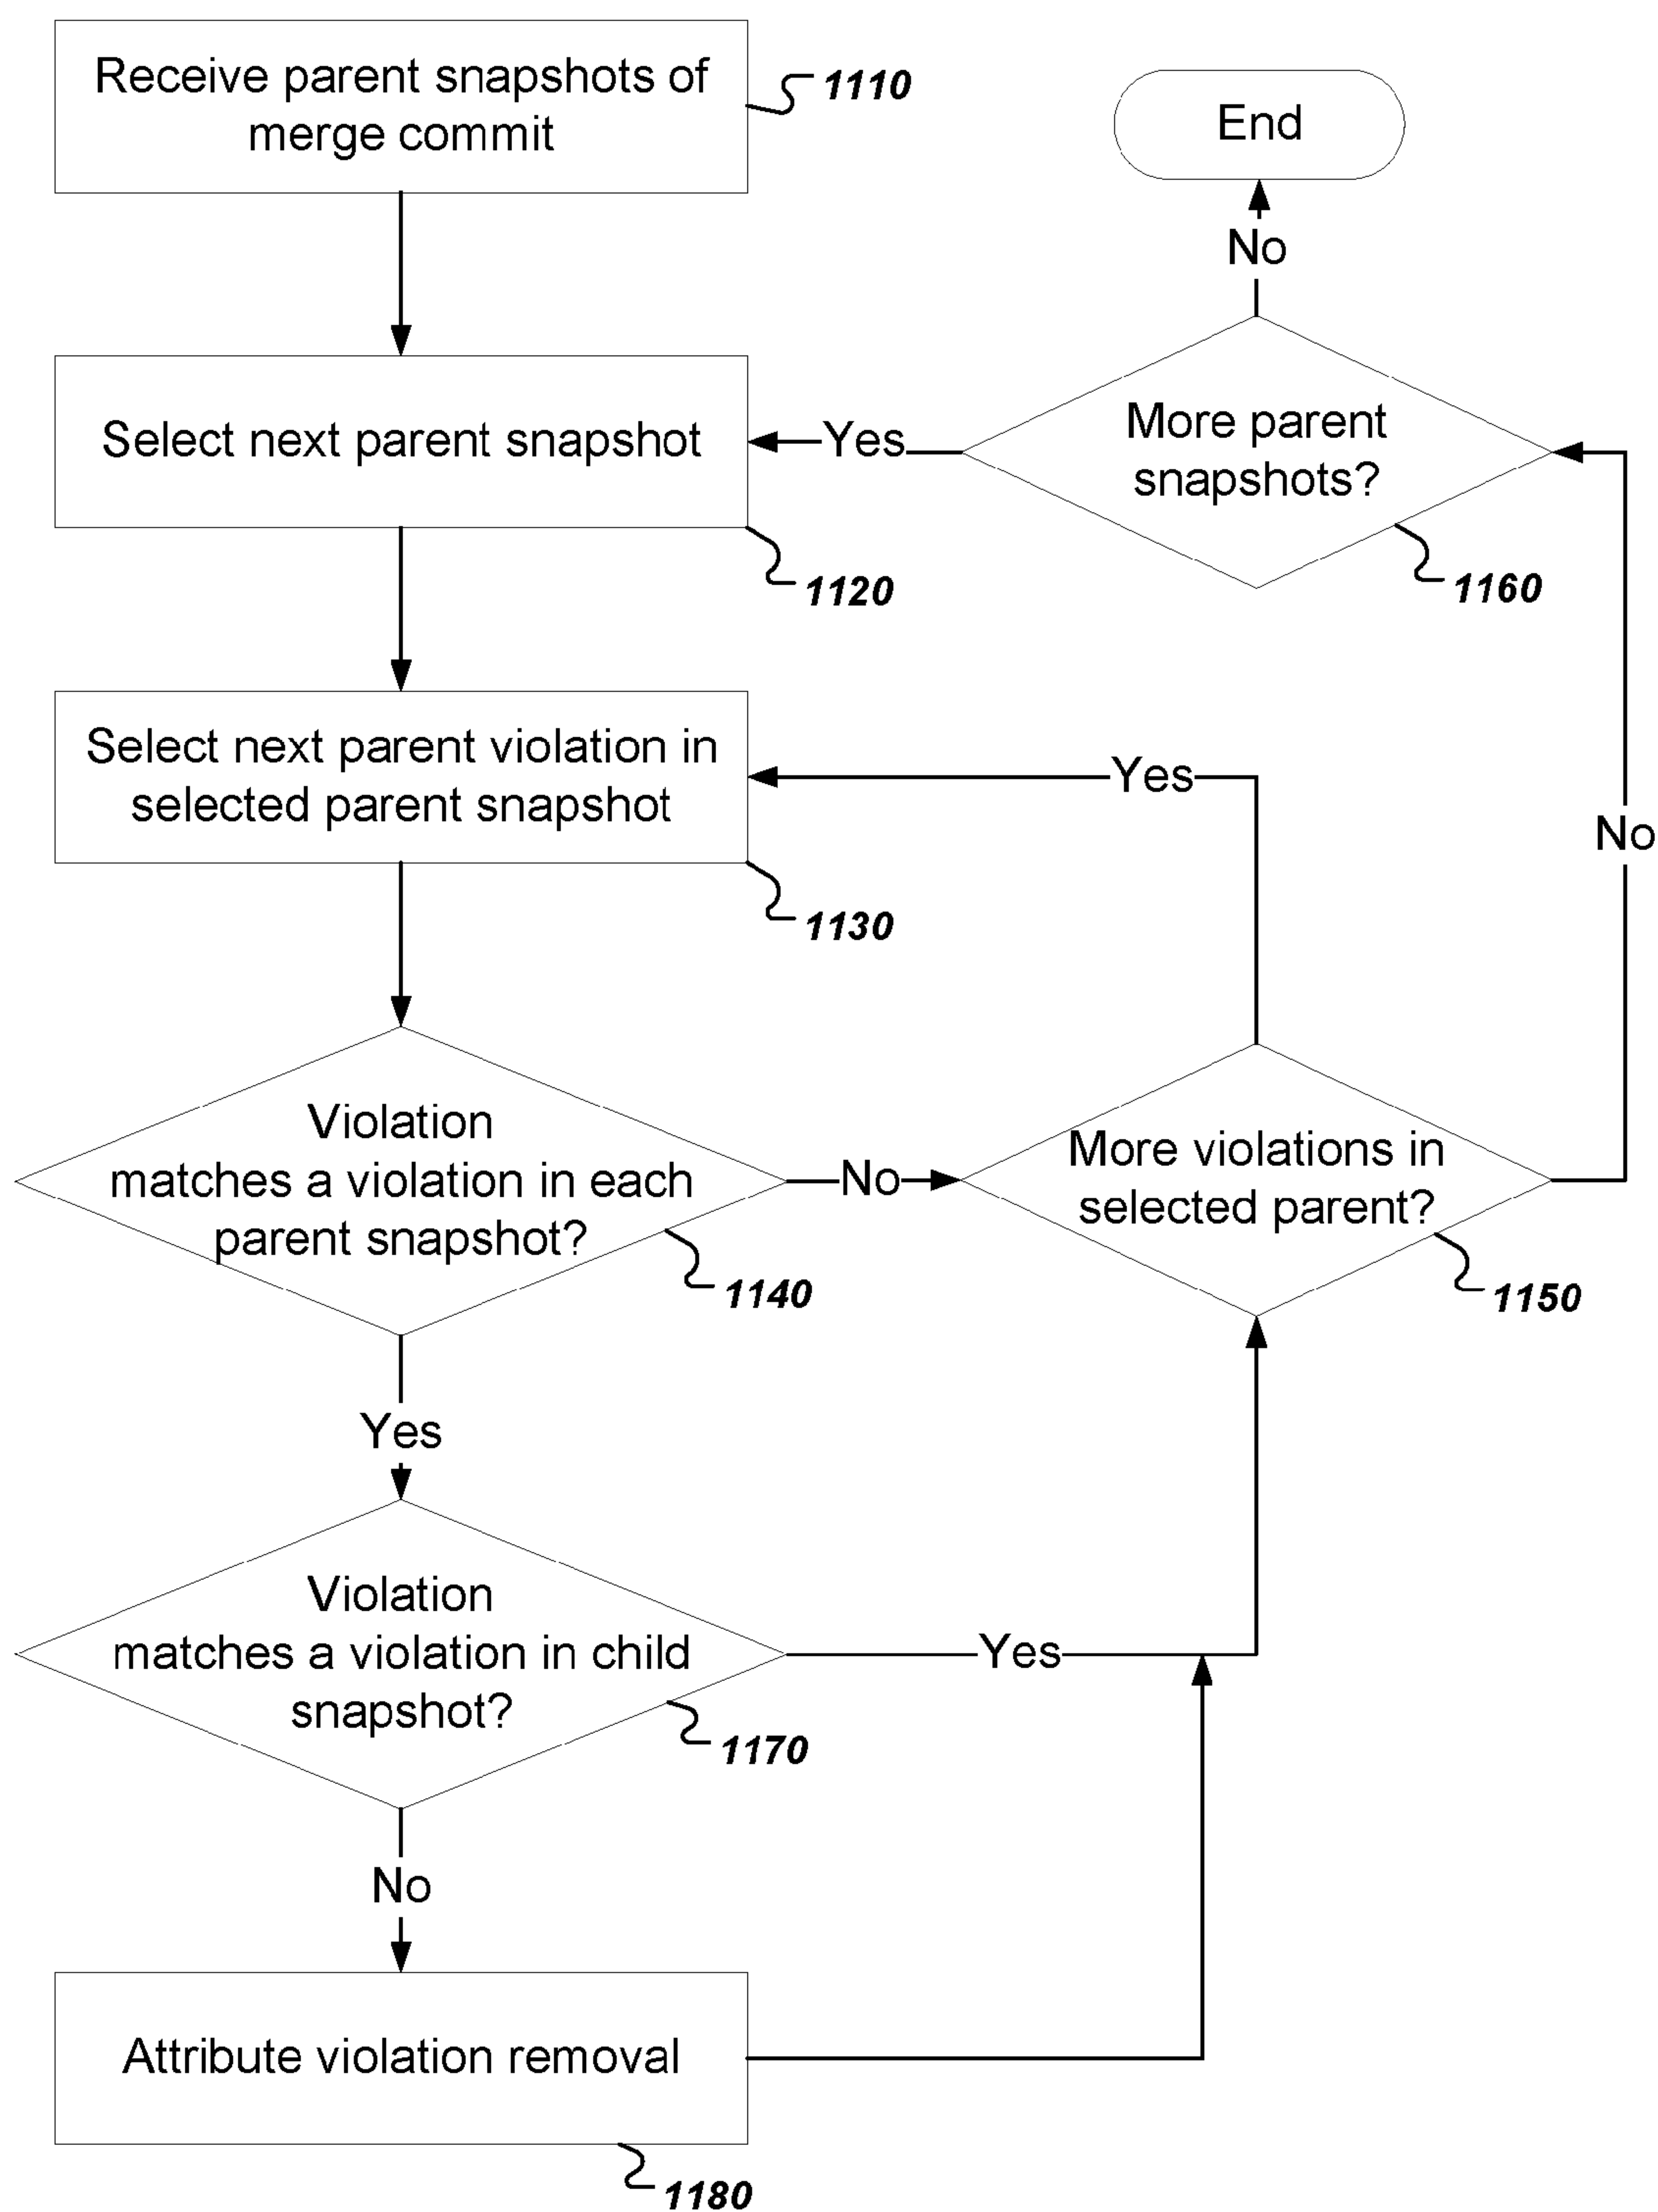 Receive parent snapshots of
merge commit
1110
End
No
Select next parent snapshot
Yes
More parent
snapshots?
1120
1160
Select next parent violation in
selected parent snapshot
Yes
No
1130
Violation
matches a violation in each
parent snapshot?
No
More violations in
selected parent?
1140
1150
Yes
Violation
matches a violation in child
snapshot?
Yes
1170
No
Attribute violation removal
1180